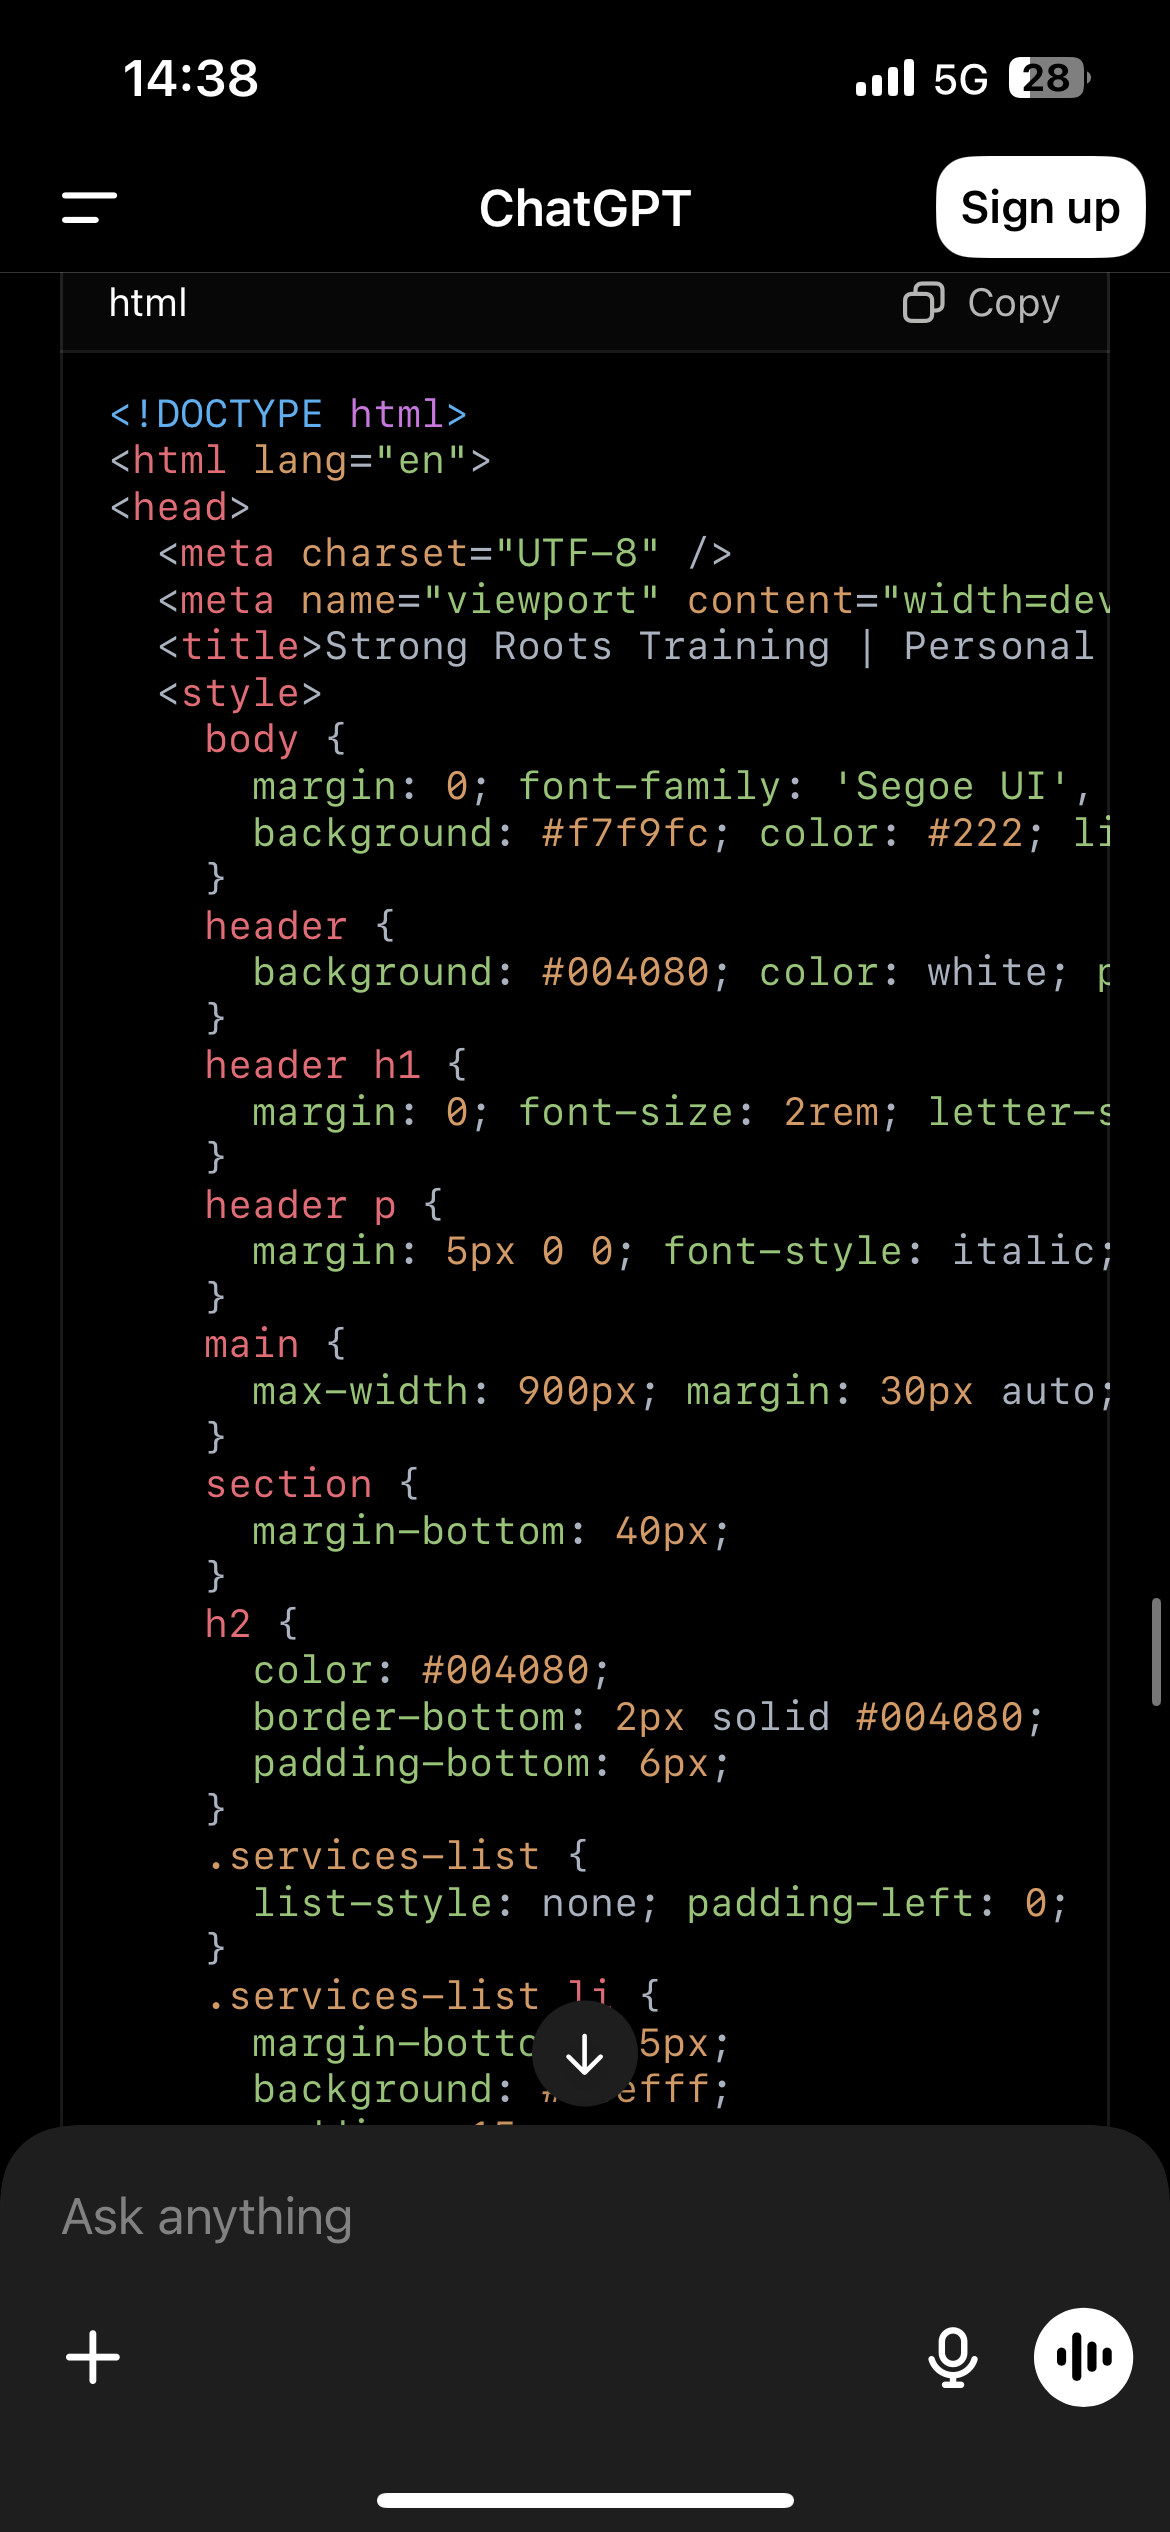 14:38
5G 28
ChatGPT
Sign up
html
Copy
<!DOCTYPE html>
<html lang="en">
<head>
  <meta charset="UTF-8" />
  <meta name="viewport" content="width=dev
  <title>Strong Roots Training | Personal
  <style>
    body {
      margin: 0; font-family: 'Segoe UI',
      background: #f7f9fc; color: #222; li
    }
    header {
      background: #004080; color: white; p
    }
    header h1 {
      margin: 0; font-size: 2rem; letter-s
    }
    header p {
      margin: 5px 0 0; font-style: italic;
    }
    main {
      max-width: 900px; margin: 30px auto;
    }
    section {
      margin-bottom: 40px;
    }
    h2 {
      color: #004080;
      border-bottom: 2px solid #004080;
      padding-bottom: 6px;
    }
    .services-list {
      list-style: none; padding-left: 0;
    }
    .services-list li {
      margin-botto 5px;
      background: # efff;
Ask anything